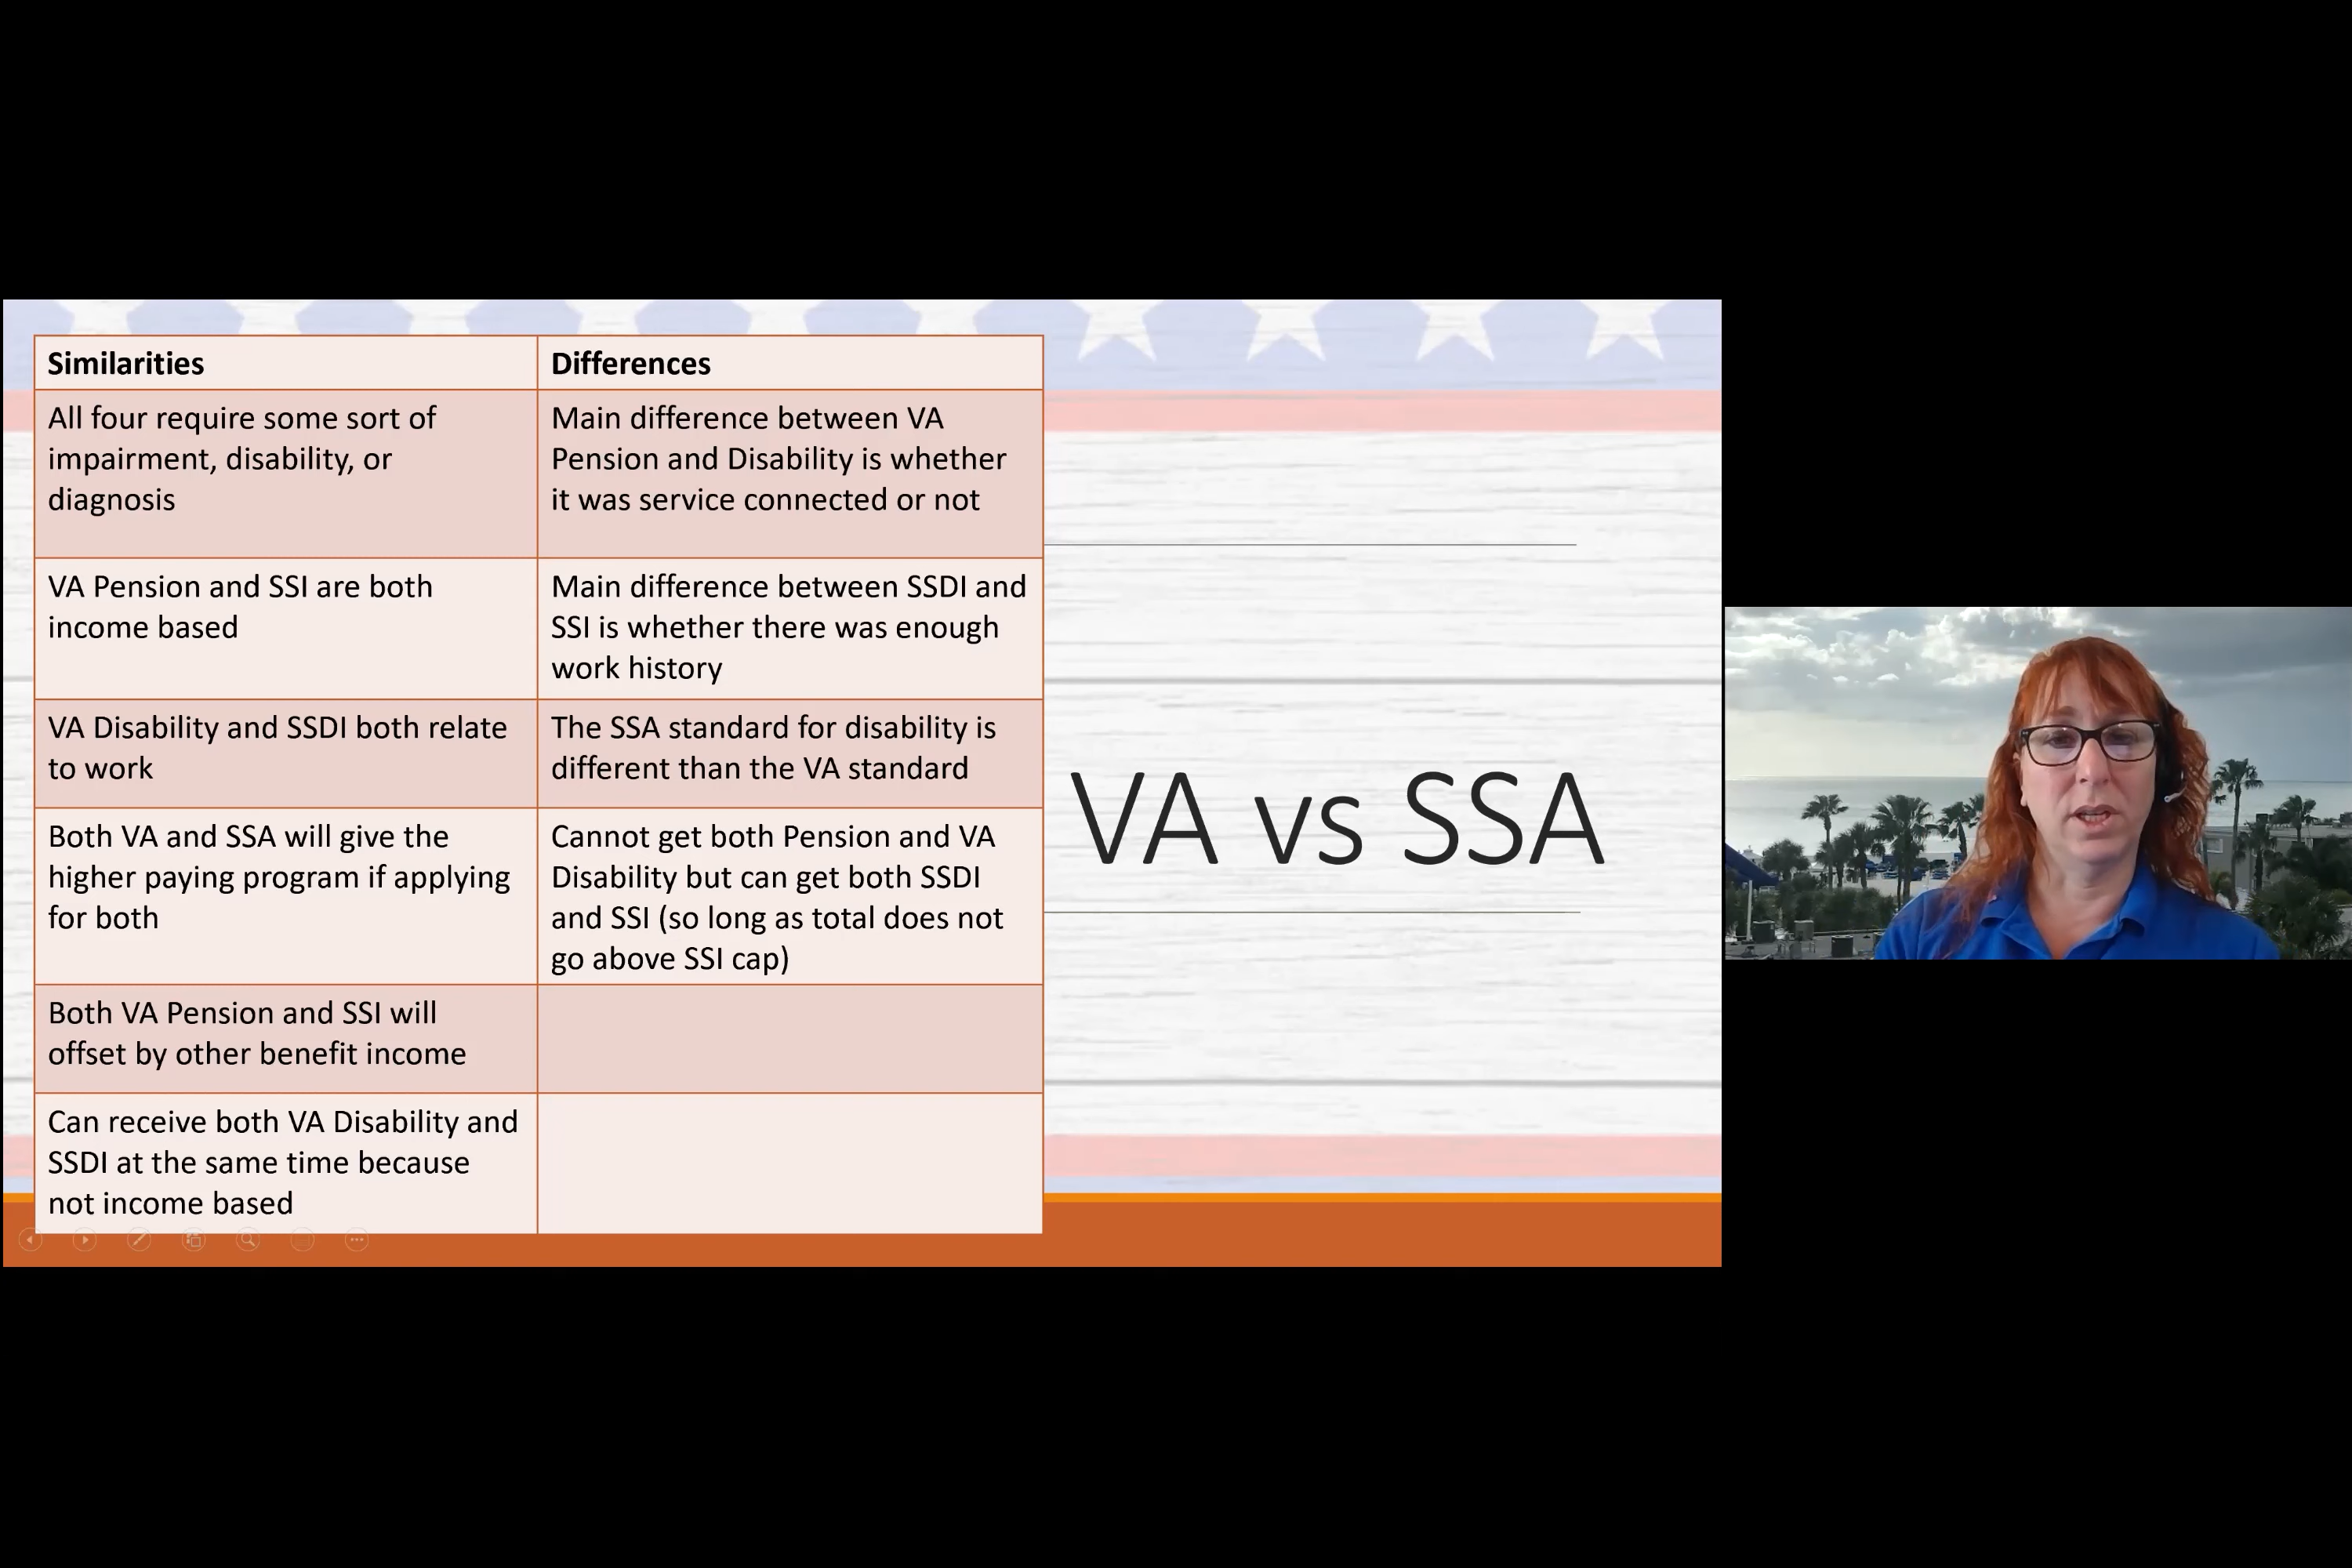 Similarities
Differences
All four require some sort of
impairment, disability, or
diagnosis
Main difference between VA
Pension and Disability is whether
it was service connected or not
VA Pension and SSI are both
income based
Main difference between SSDI and
SSI is whether there was enough
work history
VA Disability and SSDI both relate
to work
The SSA standard for disability is
different than the VA standard
Both VA and SSA will give the
higher paying program if applying
for both
Cannot get both Pension and VA
Disability but can get both SSDI
and SSI (so long as total does not
go above SSI cap)
Both VA Pension and SSI will
offset by other benefit income
Can receive both VA Disability and
SSDI at the same time because
not income based
VA vs SSA